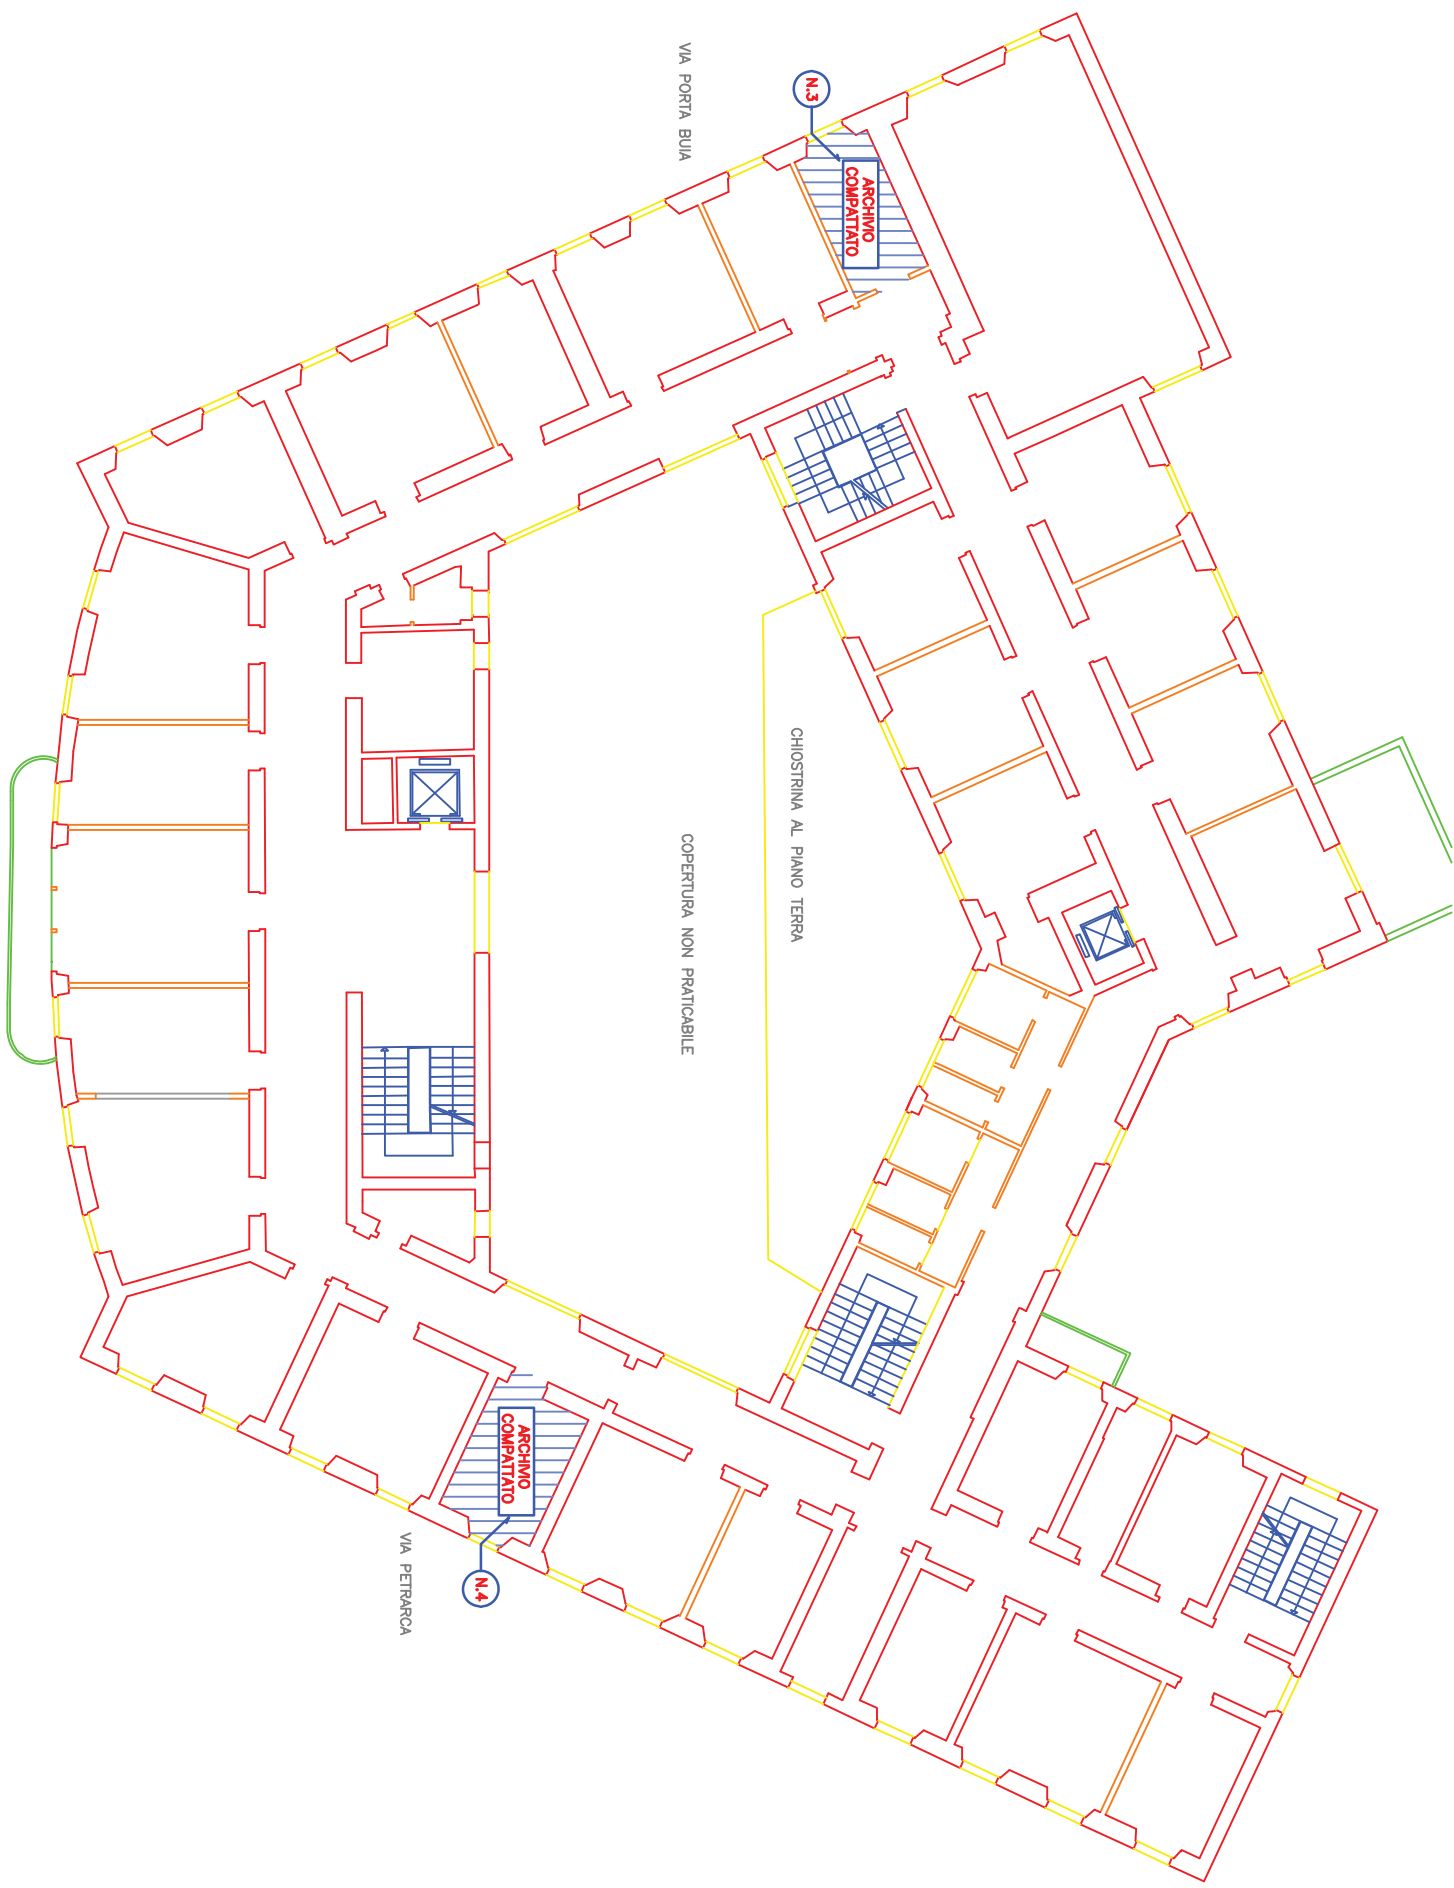 VIA PORTA BUIA
N.3
ARCHIVIO
COMPATTATO
CHIOSTRINA AL PIANO TERRA
COPERTURA NON PRATICABILE
ARCHIVIO
COMPATTATO
N.4
VIA PETRARCA